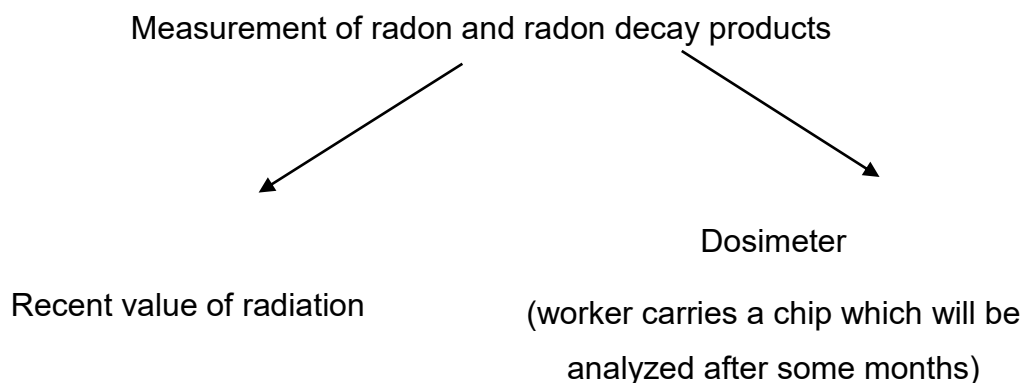 Measurement of radon and radon decay products
Dosimeter
Recent value of radiation
(worker carries a chip which will be
analyzed after some months)